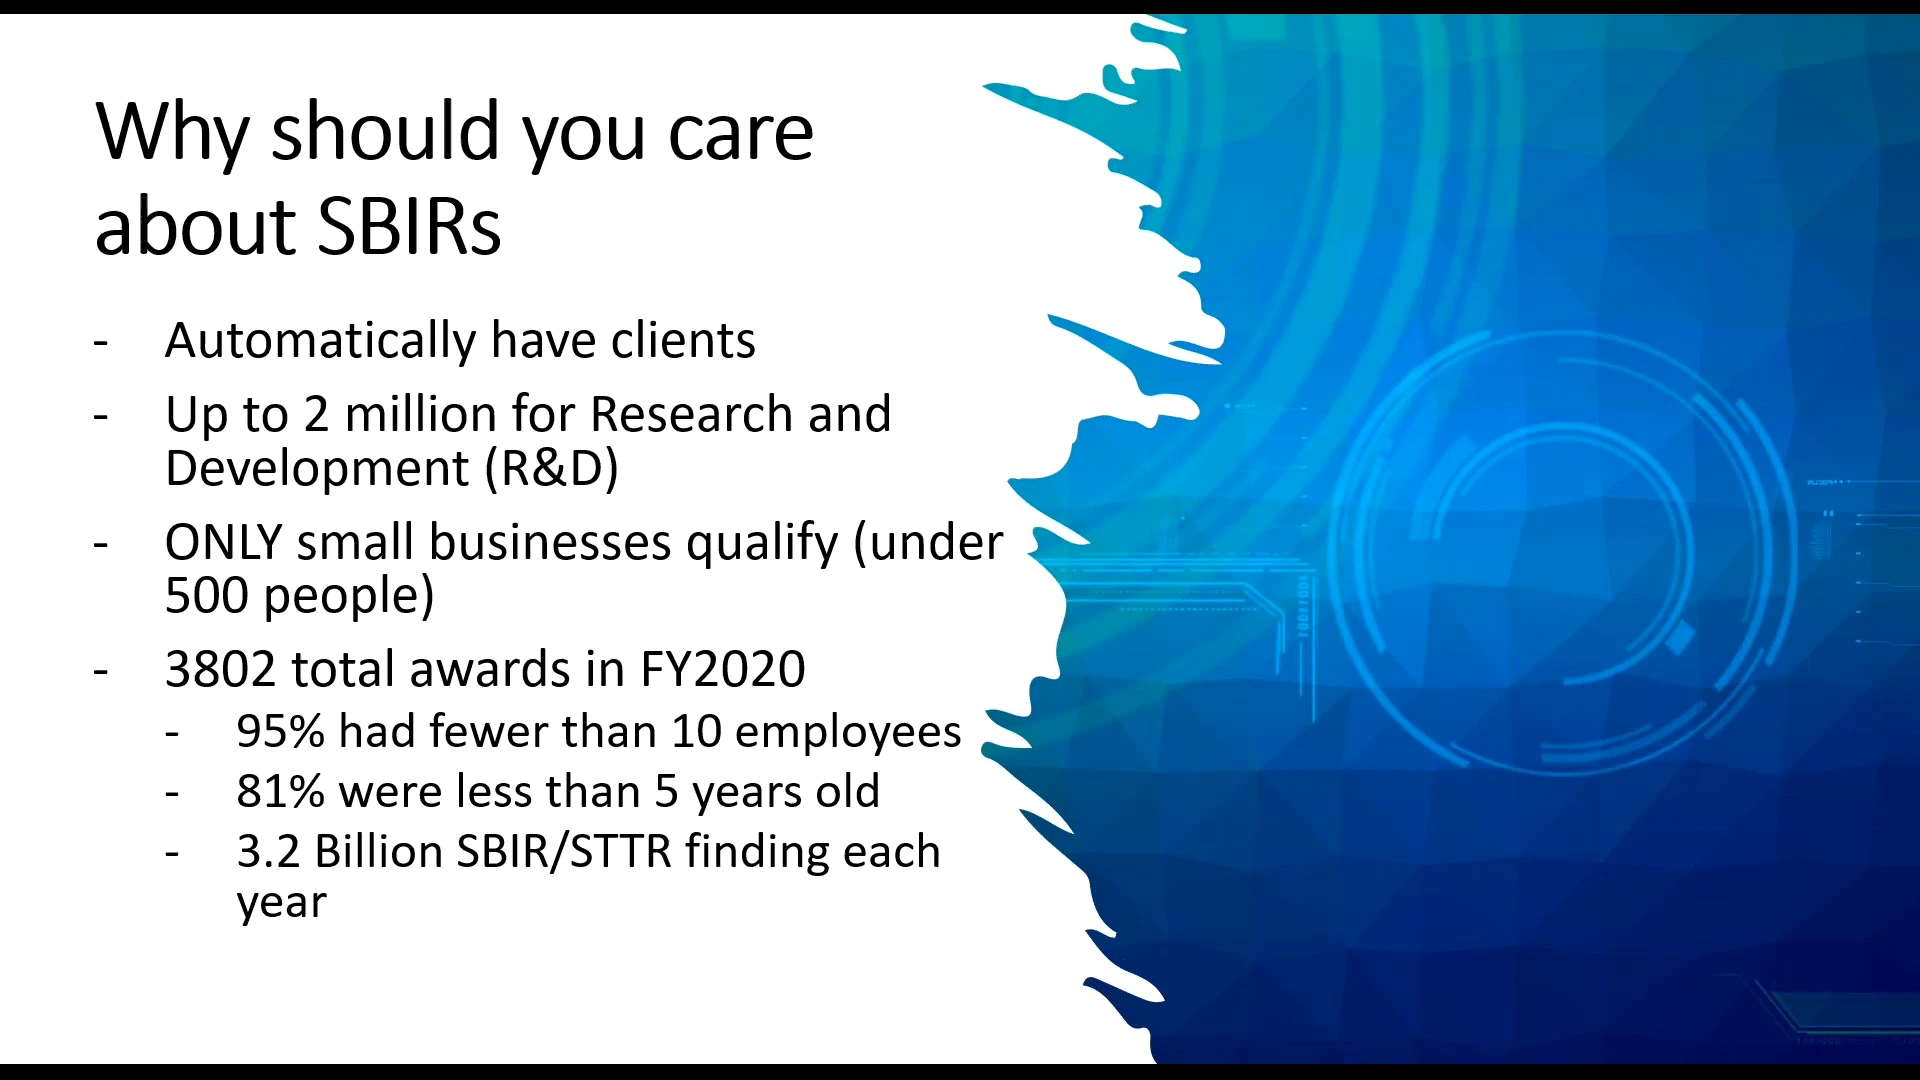 Why should you care
about SBIRs
- Automatically have clients
- Up to 2 million for Research and
Development (R&D)
- ONLY small businesses qualify (under
500 people)
- 3802 total awards in FY2020
- 95% had fewer than 10 employees
- 81% were less than 5 years old
- 3.2 Billion SBIR/STTR finding each
year